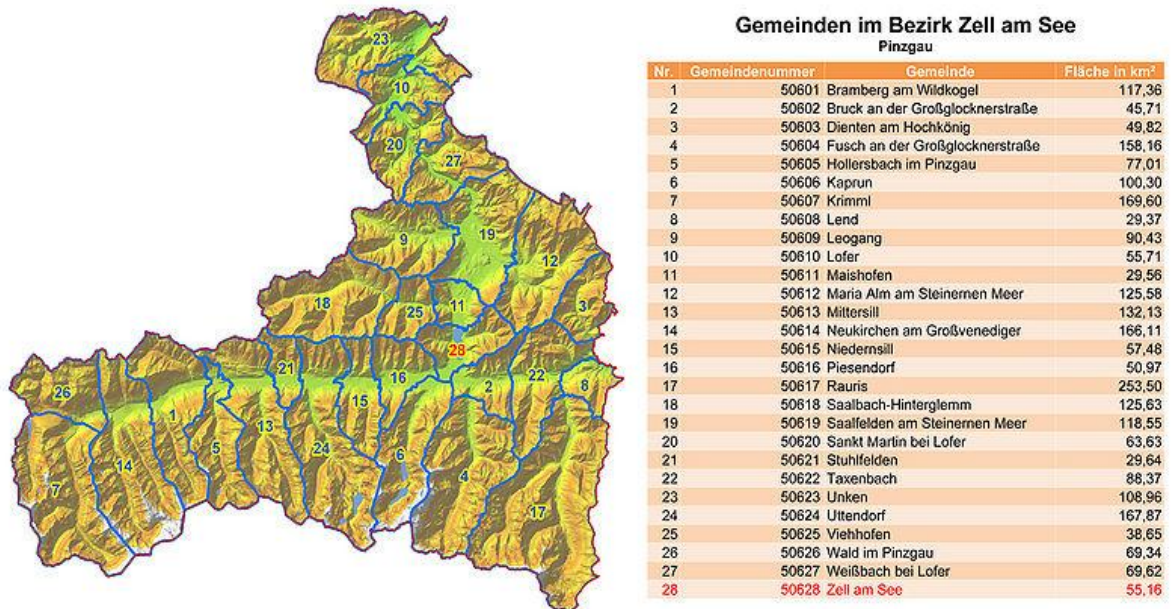 Gemeinden im Bezirk Zell am See
Pinzgau
Nr. Gemeindenummer Gemeinde Fläche in km²
1 50601 Bramberg am Wildkogel 117,36
2 50602 Bruck an der Großglocknerstraße 45,71
3 50603 Dienten am Hochkönig 49,82
4 50604 Fusch an der Großglocknerstraße 158,16
5 50605 Hollersbach im Pinzgau 77,01
6 50606 Kaprun 100,30
7 50607 Krimml 169,60
8 50608 Lend 29,37
9 50609 Leogang 90,43
10 50610 Lofer 55,71
11 50611 Maishofen 29,56
12 50612 Maria Alm am Steinernen Meer 125,58
13 50613 Mittersill 132,13
14 50614 Neukirchen am Großvenediger 166,11
15 50615 Niedernsill 57,48
16 50616 Piesendorf 50,97
17 50617 Rauris 253,50
18 50618 Saalbach-Hinterglemm 125,63
19 50619 Saalfelden am Steinernen Meer 118,55
20 50620 Sankt Martin bei Lofer 63,63
21 50621 Stuhlfelden 29,64
22 50622 Taxenbach 88,37
23 50623 Unken 108,96
24 50624 Uttendorf 167,87
25 50625 Viehhofen 38,65
26 50626 Wald im Pinzgau 69,34
27 50627 Weißbach bei Lofer 69,62
28 50628 Zell am See 55,16
23
10
20
27
19
9
12
18
25
11
3
28
26
21
16
2
22
8
1
15
5
13
24
6
4
14
7
17